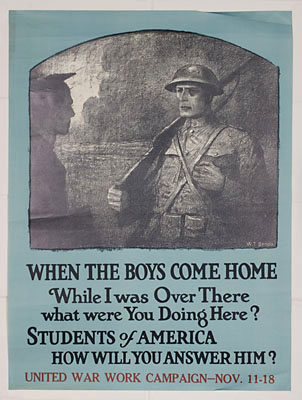 WHEN THE BOYS COME HOME
While I was Over There
what were You Doing Here?
STUDENTS of AMERICA
HOW WILL YOU ANSWER HIM?
UNITED WAR WORK CAMPAIGN—NOV. 11-18